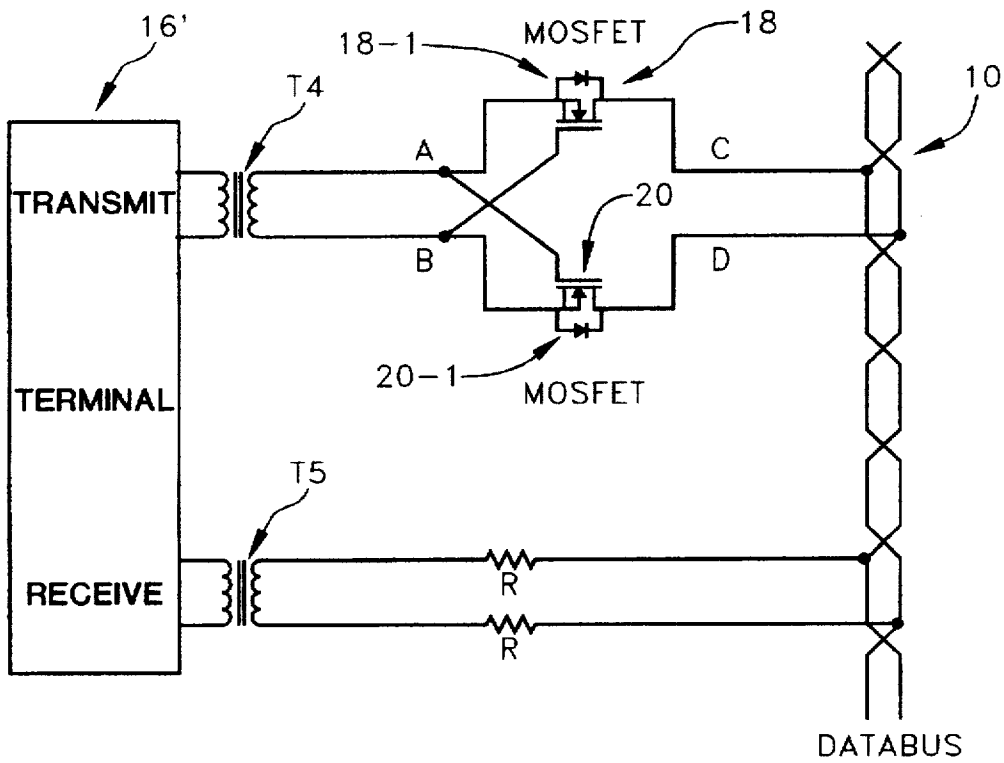 16'
18-1
MOSFET
18
T4
10
A
C
TRANSMIT
20
B
D
20-1
MOSFET
TERMINAL
T5
RECEIVE
R
R
DATABUS